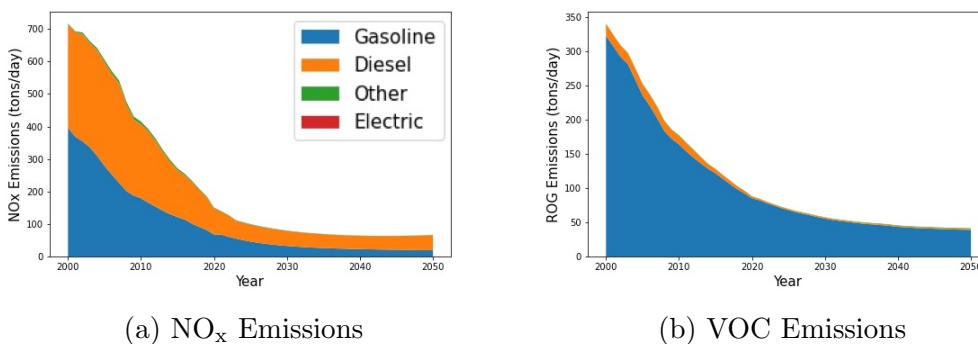 700
600
500
400
300
200
100
0
NOx Emissions (tons/day)
2000 2010 2020 2030 2040 2050
Year
Gasoline
Diesel
Other
Electric
350
300
250
200
150
100
50
0
ROG Emissions (tons/day)
2000 2010 2020 2030 2040 2050
Year
(a) NOx Emissions
(b) VOC Emissions